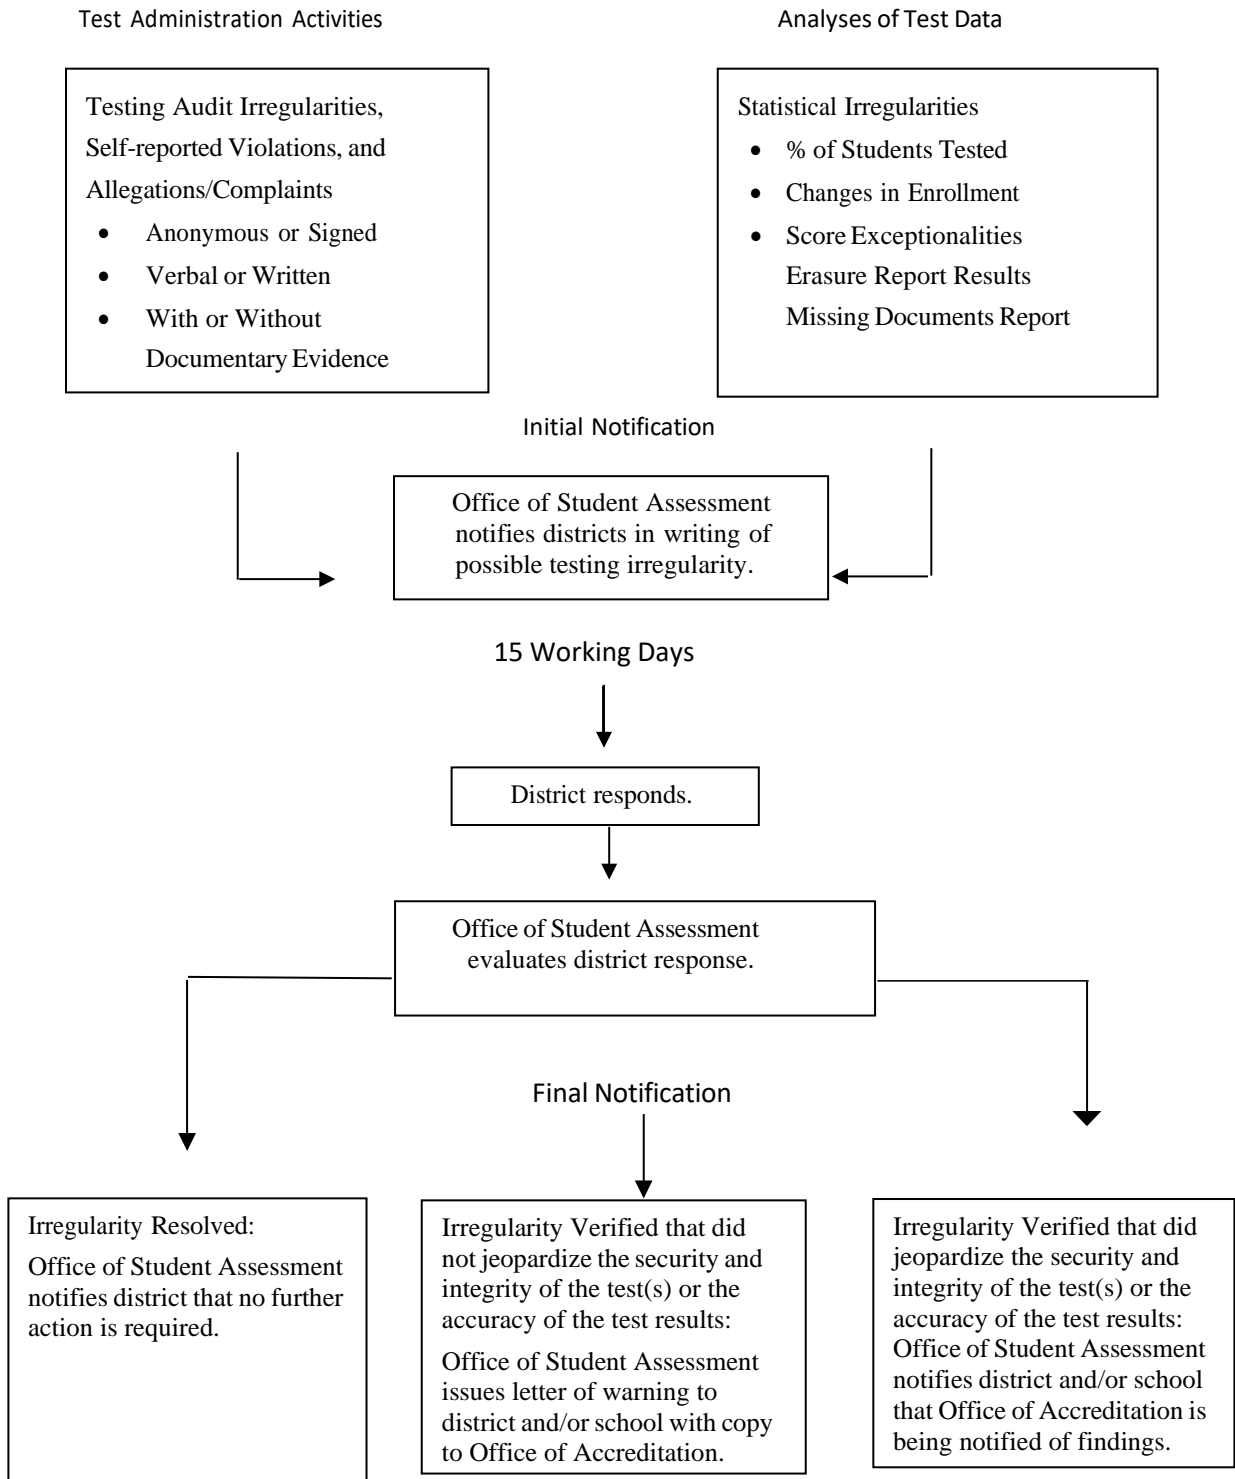 Test Administration Activities
Analyses of Test Data
Testing Audit Irregularities,
Self-reported Violations, and
Allegations/Complaints
• Anonymous or Signed
• Verbal or Written
• With or Without
Documentary Evidence
Statistical Irregularities
• % of Students Tested
• Changes in Enrollment
• Score Exceptionalities
Erasure Report Results
Missing Documents Report
Initial Notification
Office of Student Assessment
notifies districts in writing of
possible testing irregularity.
15 Working Days
District responds.
Office of Student Assessment
evaluates district response.
Final Notification
Irregularity Resolved:
Office of Student Assessment
notifies district that no further
action is required.
Irregularity Verified that did
not jeopardize the security and
integrity of the test(s) or the
accuracy of the test results:
Office of Student Assessment
issues letter of warning to
district and/or school with copy
to Office of Accreditation.
Irregularity Verified that did
jeopardize the security and
integrity of the test(s) or the
accuracy of the test results:
Office of Student Assessment
notifies district and/or school
that Office of Accreditation is
being notified of findings.